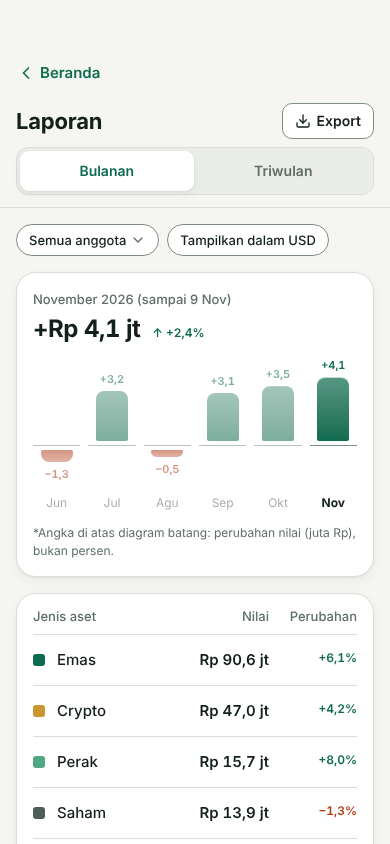 Beranda
Laporan
Export
Bulanan
Triwulan
Semua anggota
Tampilkan dalam USD
November 2026 (sampai 9 Nov)
+Rp 4,1 jt ↑ +2,4%
+3,2
+3,1
+3,5
+4,1
−1,3
−0,5
Jun
Jul
Agu
Sep
Okt
Nov
*Angka di atas diagram batang: perubahan nilai (juta Rp),
bukan persen.
Jenis aset Nilai Perubahan
Emas Rp 90,6 jt +6,1%
Crypto Rp 47,0 jt +4,2%
Perak Rp 15,7 jt +8,0%
Saham Rp 13,9 jt −1,3%